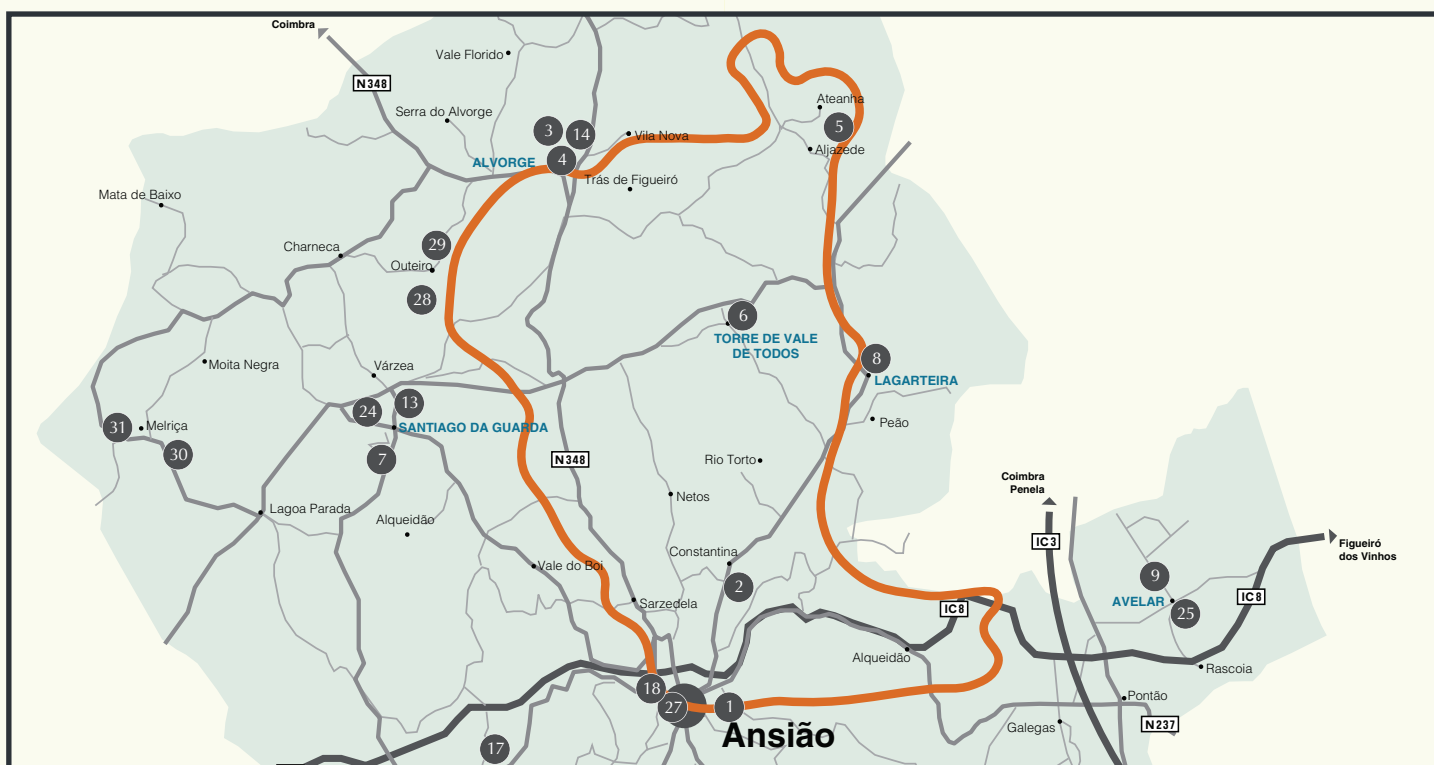 Coimbra
Vale Florido
N348
Ateanha
Serra do Alvorge
3
14
5
Vila Nova
Aljazede
ALVORGE
4
Trás de Figueiró
Mata de Baixo
Charneca
29
Outeiro
28
6
TORRE DE VALE
DE TODOS
8
LAGARTEIRA
Moita Negra
Várzea
24
13
Peão
31
Melriça
SANTIAGO DA GUARDA
30
7
N348
Rio Torto
Coimbra
Penela
Netos
Lagoa Parada
Alqueidão
IC3
Figueiró
dos Vinhos
Constantina
Vale do Boi
2
9
AVELAR
25
IC8
IC8
Sarzedela
Alqueidão
Rascoia
18
27
1
Pontão
Galegas
N237
Ansião
17